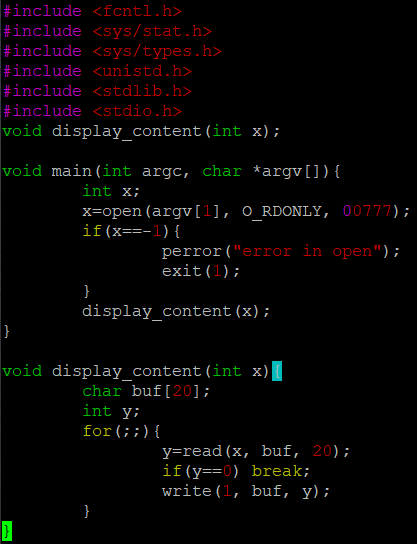 #include <fcntl.h>
#include <sys/stat.h>
#include <sys/types.h>
#include <unistd.h>
#include <stdlib.h>
#include <stdio.h>
void display_content(int x);

void main(int argc, char *argv[]){
        int x;
        x=open(argv[1], O_RDONLY, 00777);
        if(x==-1){
                perror("error in open");
                exit(1);
        }
        display_content(x);
}

void display_content(int x){
        char buf[20];
        int y;
        for(;;){
                y=read(x, buf, 20);
                if(y==0) break;
                write(1, buf, y);
        }
}